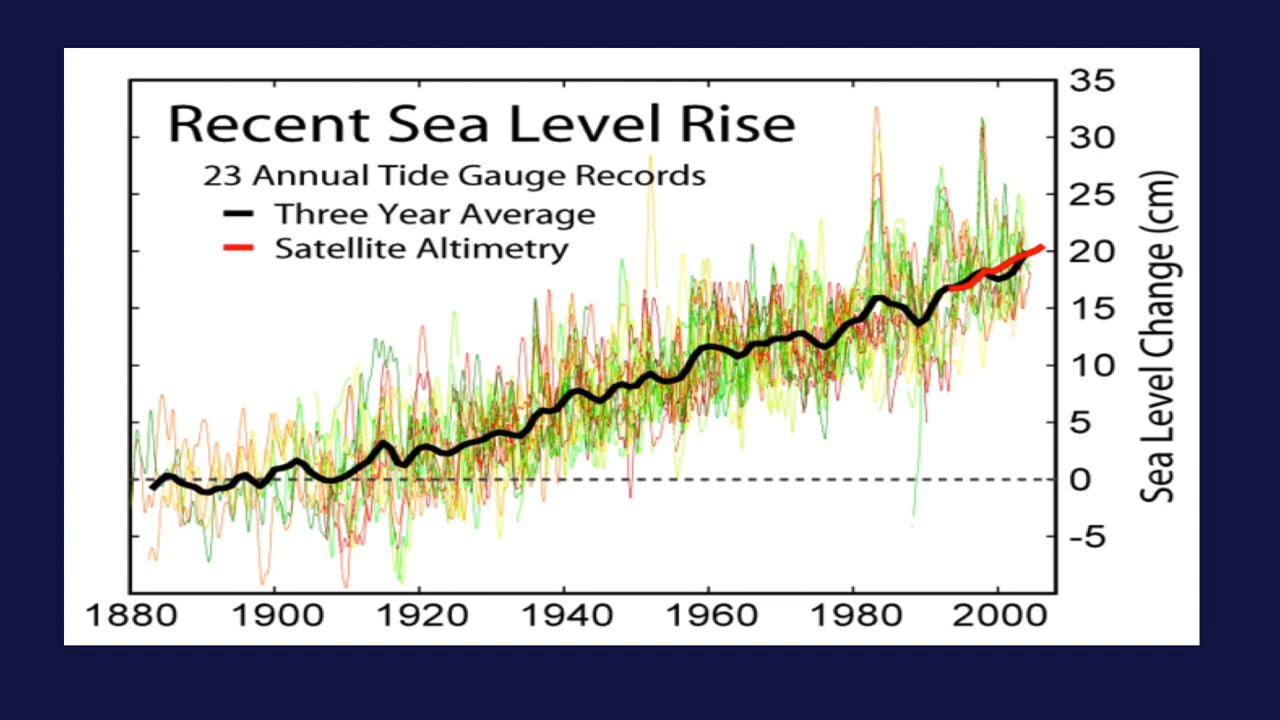 Recent Sea Level Rise
23 Annual Tide Gauge Records
Three Year Average
Satellite Altimetry
35
30
25
20
15
10
5
0
-5
Sea Level Change (cm)
1880 1900 1920 1940 1960 1980 2000